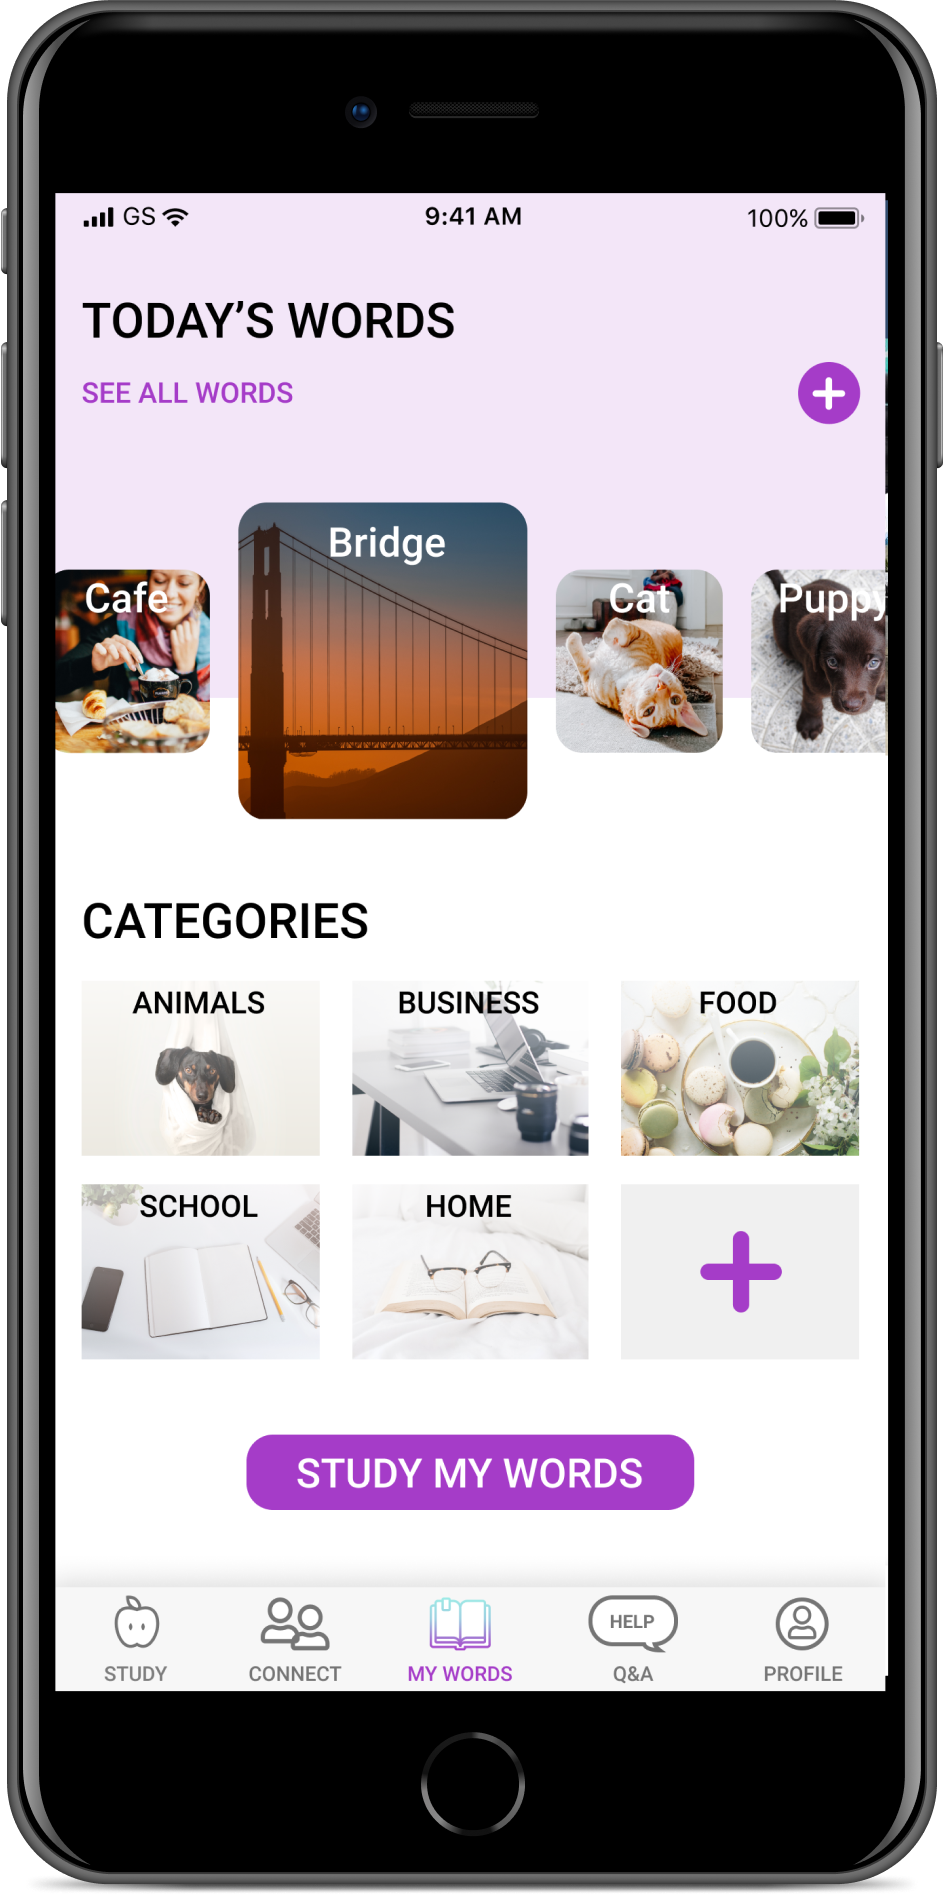 GS 9:41 AM 100%
TODAY’S WORDS
SEE ALL WORDS
Bridge
Cafe Cat Puppy
CATEGORIES
ANIMALS BUSINESS FOOD
SCHOOL HOME
STUDY MY WORDS
HELP
STUDY CONNECT MY WORDS Q&A PROFILE